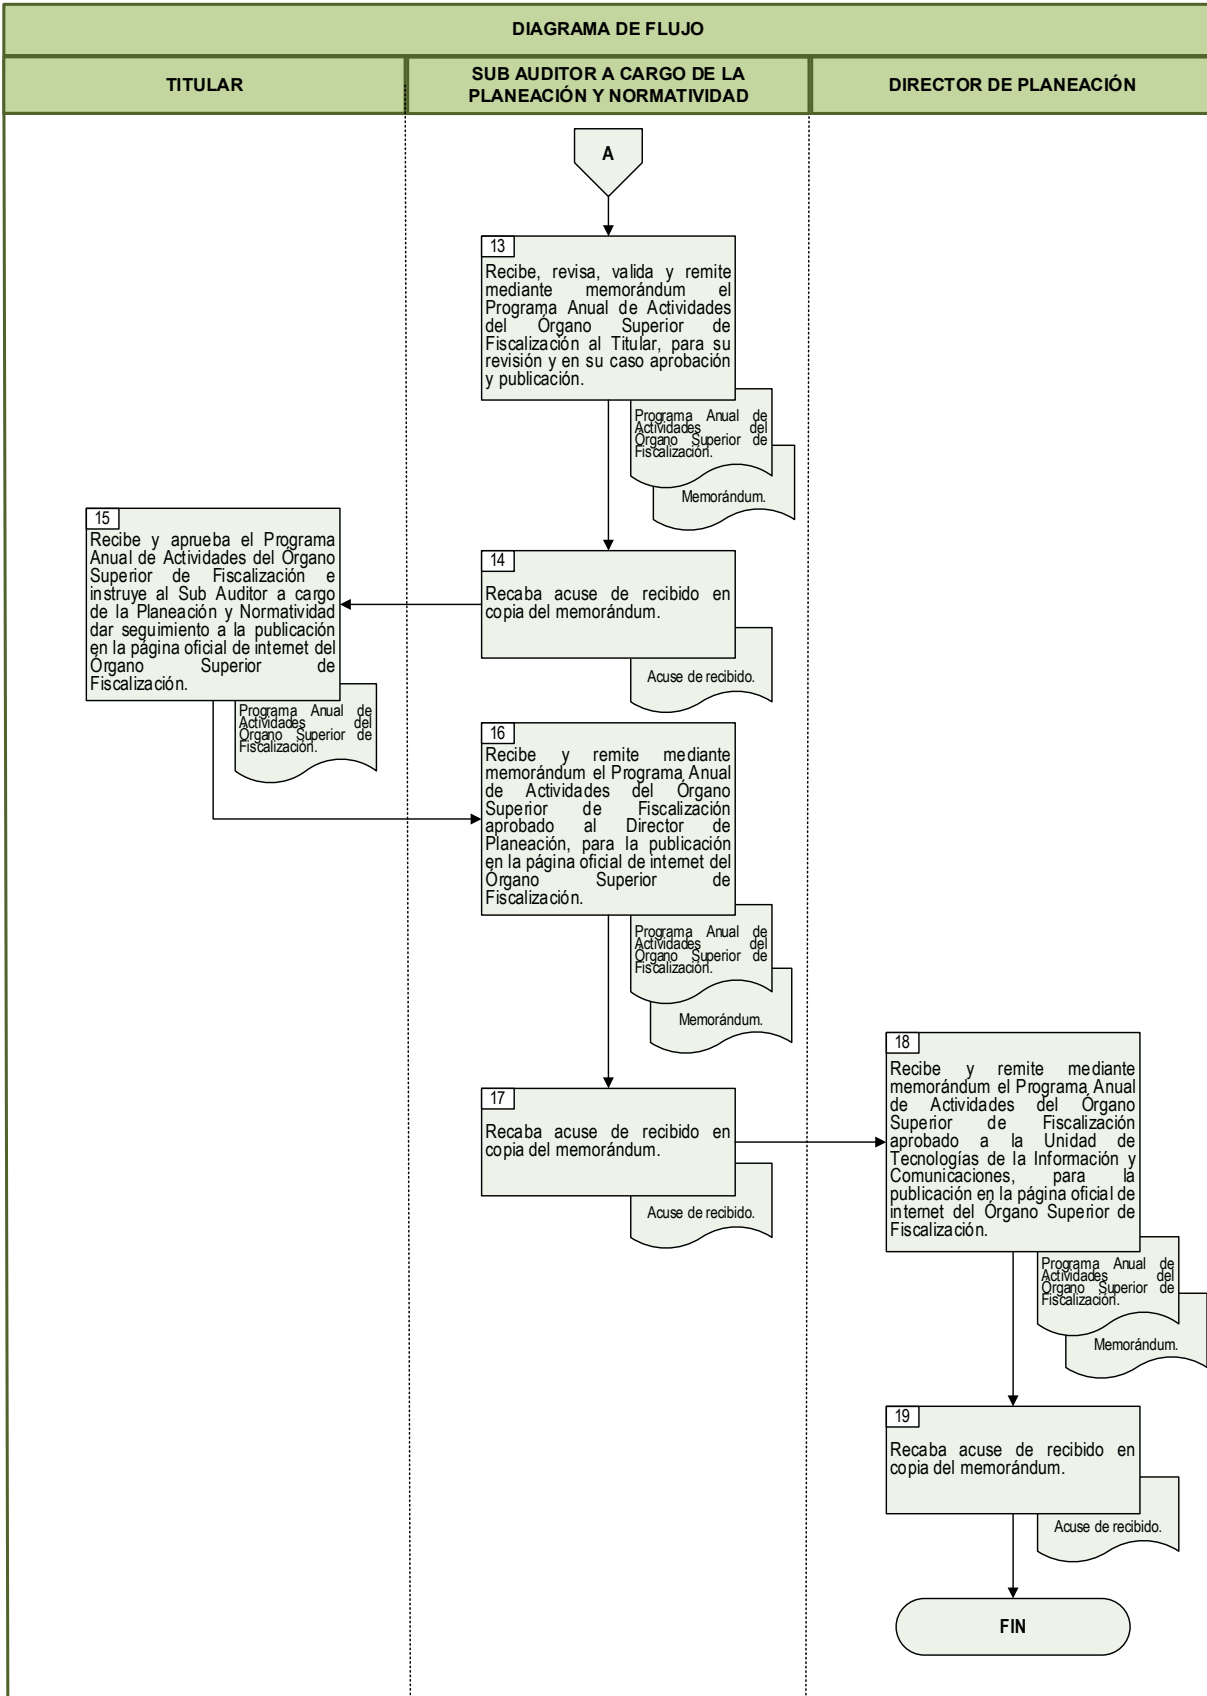 DIAGRAMA DE FLUJO
TITULAR
SUB AUDITOR A CARGO DE LA
PLANEACIÓN Y NORMATIVIDAD
DIRECTOR DE PLANEACIÓN
A
13
Recibe, revisa, valida y remite
mediante memorándum el
Programa Anual de Actividades
del Órgano Superior de
Fiscalización al Titular, para su
revisión y en su caso aprobación
y publicación.
Programa Anual de
Actividades del
Órgano Superior de
Fiscalización.
Memorándum.
14
Recaba acuse de recibido en
copia del memorándum.
Acuse de recibido.
15
Recibe y aprueba el Programa
Anual de Actividades del Órgano
Superior de Fiscalización e
instruye al Sub Auditor a cargo
de la Planeación y Normatividad
dar seguimiento a la publicación
en la página oficial de internet del
Órgano Superior de
Fiscalización.
Programa Anual de
Actividades del
Órgano Superior de
Fiscalización.
16
Recibe y remite mediante
memorándum el Programa Anual
de Actividades del Órgano
Superior de Fiscalización
aprobado al Director de
Planeación, para la publicación
en la página oficial de internet del
Órgano Superior de
Fiscalización.
Programa Anual de
Actividades del
Órgano Superior de
Fiscalización.
Memorándum.
17
Recaba acuse de recibido en
copia del memorándum.
Acuse de recibido.
18
Recibe y remite mediante
memorándum el Programa Anual
de Actividades del Órgano
Superior de Fiscalización
aprobado a la Unidad de
Tecnologías de la Información y
Comunicaciones, para la
publicación en la página oficial de
internet del Órgano Superior de
Fiscalización.
Programa Anual de
Actividades del
Órgano Superior de
Fiscalización.
Memorándum.
19
Recaba acuse de recibido en
copia del memorándum.
Acuse de recibido.
FIN